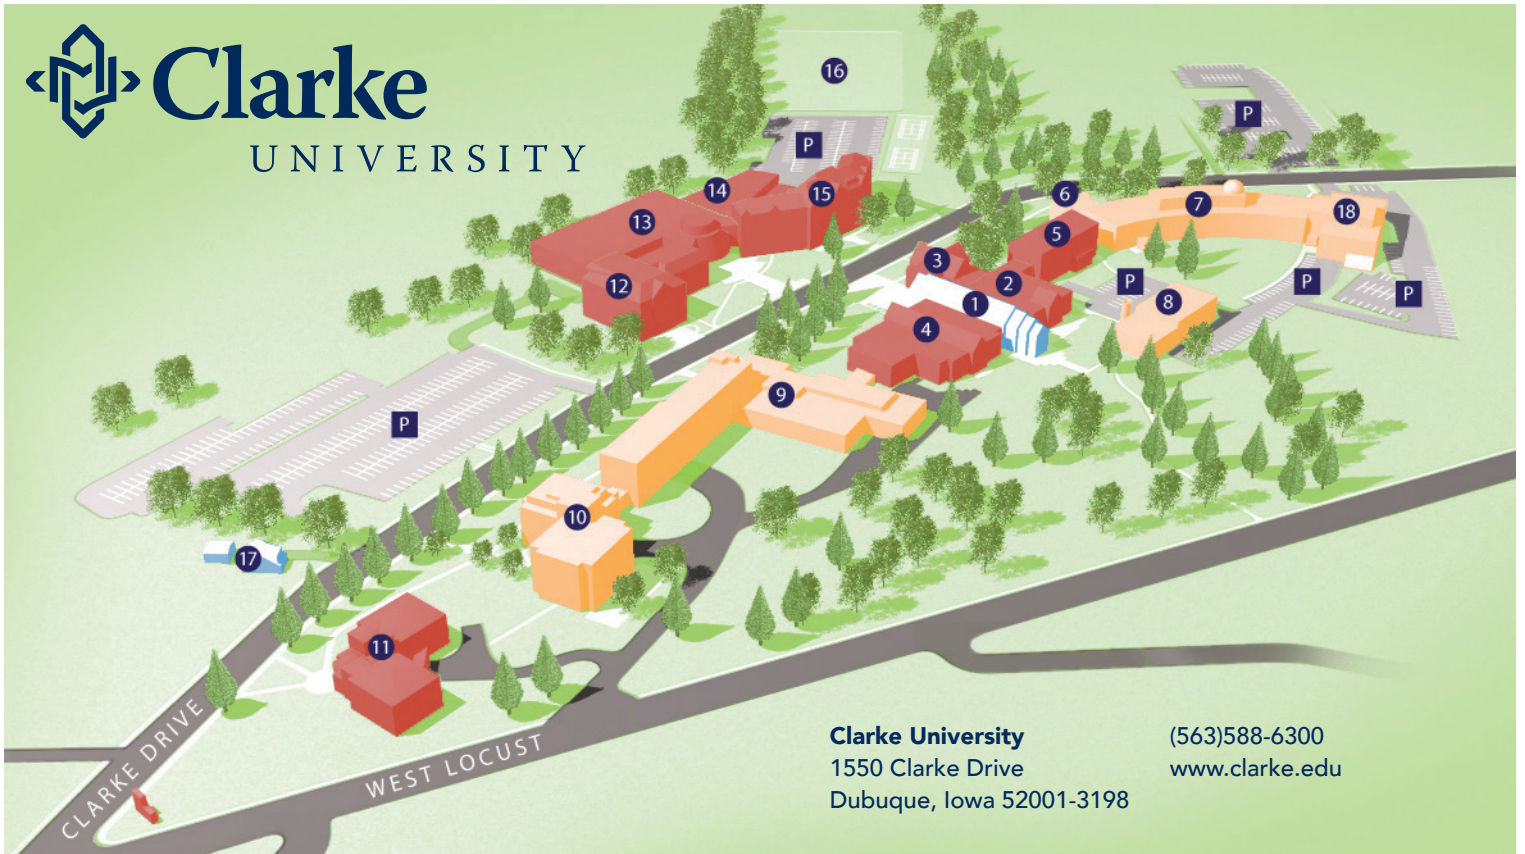 Clarke
UNIVERSITY
16
P
P
14
15
13
6
7
18
5
3
12
2
P
P
P
1
8
4
9
P
10
17
11
CLARKE DRIVE
WEST LOCUST
Clarke University
1550 Clarke Drive
Dubuque, Iowa 52001-3198
(563)588-6300
www.clarke.edu